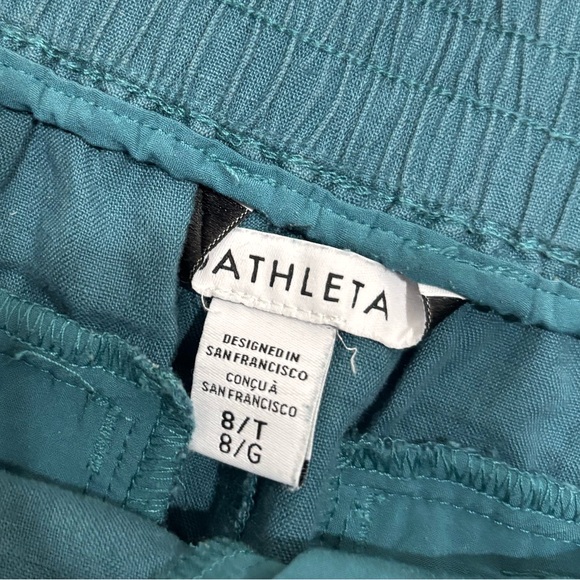 ATHLETA
DESIGNED IN
SAN FRANCISCO
CONÇU À
SAN FRANCISCO
8/T
8/G